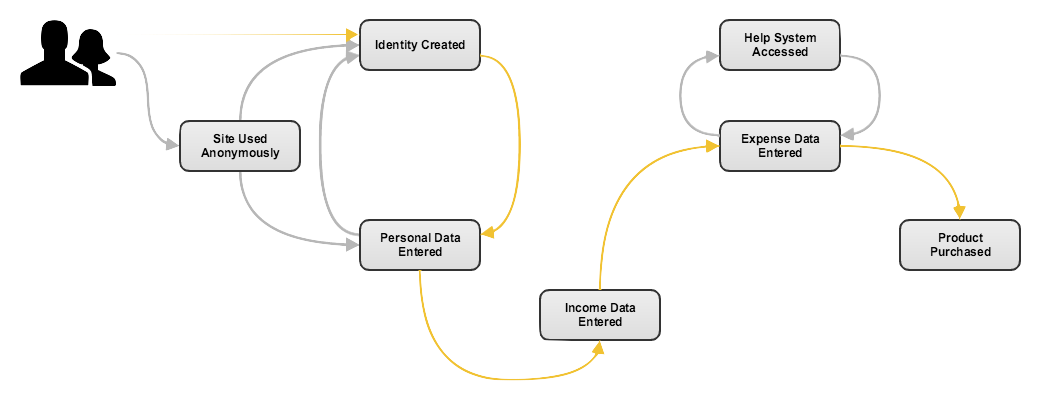 Identity Created
Help System
Accessed
Site Used
Anonymously
Expense Data
Entered
Personal Data
Entered
Product
Purchased
Income Data
Entered